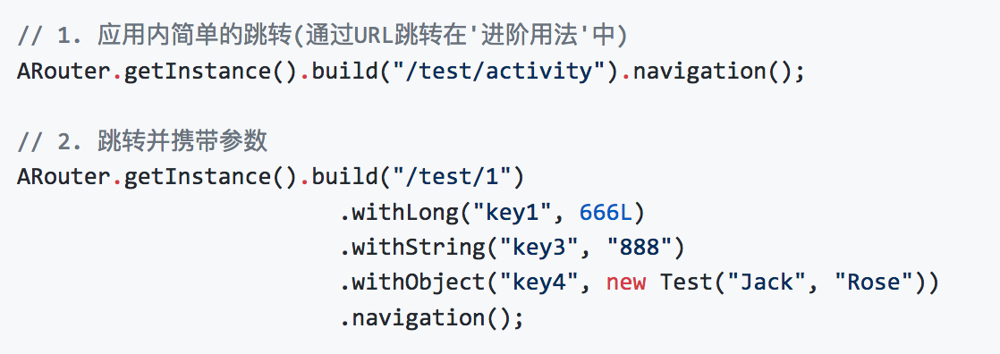 // 1. 应用内简单的跳转(通过URL跳转在'进阶用法'中)
ARouter.getInstance().build("/test/activity").navigation();
// 2. 跳转并携带参数
ARouter.getInstance().build("/test/1")
.withLong("key1", 666L)
.withString("key3", "888")
.withObject("key4", new Test("Jack", "Rose"))
.navigation();